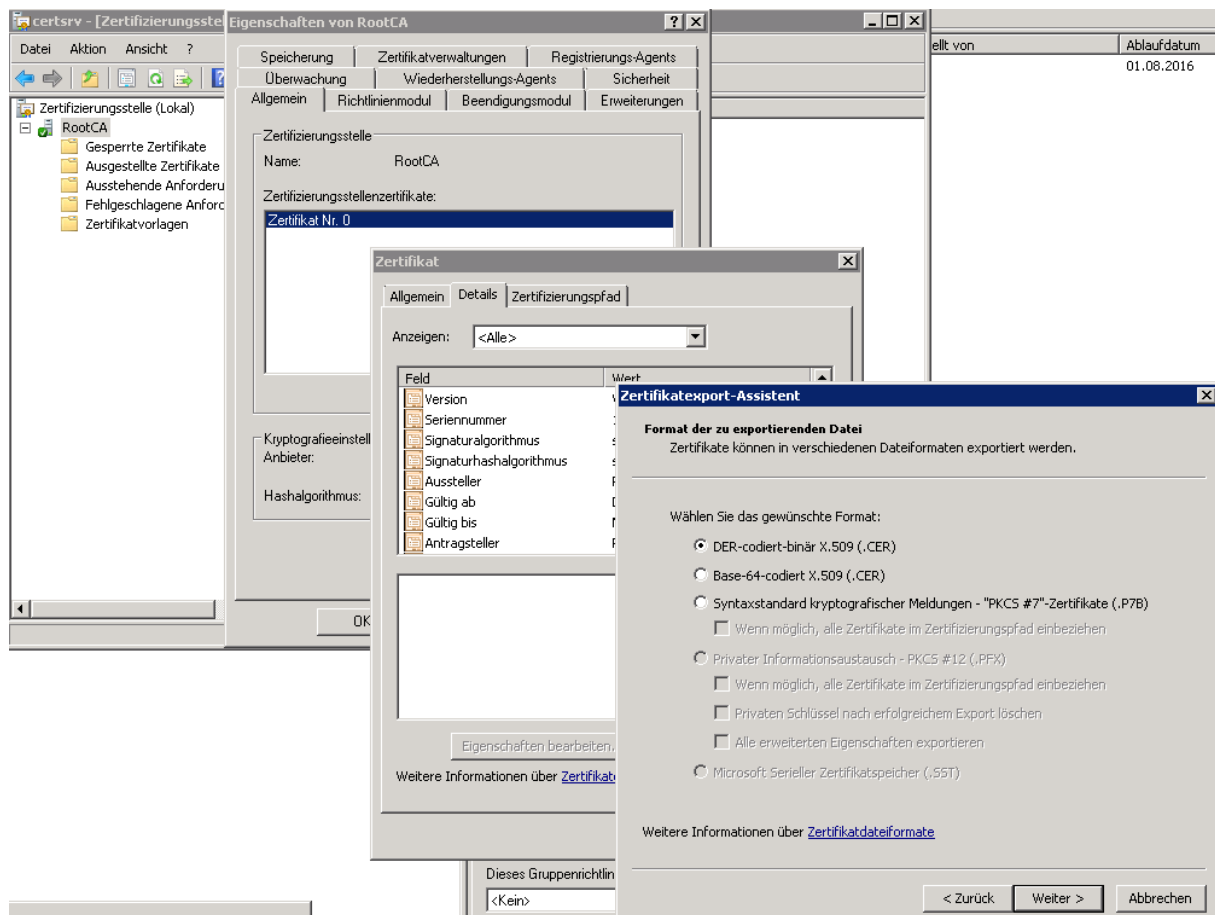 certsrv - [Zertifizierungsstel
Datei Aktion Ansicht ?
Zertifizierungsstelle (Lokal)
RootCA
Gesperrte Zertifikate
Ausgestellte Zertifikate
Ausstehende Anforderu
Fehlgeschlagene Anford
Zertifikatvorlagen
Eigenschaften von RootCA
Speicherung Zertifikatverwaltungen Registrierungs-Agents
Überwachung Wiederherstellungs-Agents Sicherheit
Allgemein Richtlinienmodul Beendigungsmodul Erweiterungen
Zertifizierungsstelle
Name: RootCA
Zertifizierungsstellenzertifikate:
Zertifikat Nr. 0
Kryptografieeinstell
Anbieter:
Hashalgorithmus:
OK
ellt von Ablaufdatum
01.08.2016
Zertifikat
Allgemein Details Zertifizierungspfad
Anzeigen: <Alle>
Feld Wert
Version
Seriennummer
Signaturalgorithmus
Signaturhashalgorithmus
Aussteller
Gültig ab
Gültig bis
Antragsteller
Eigenschaften bearbeiten.
Weitere Informationen über Zertifikate
Zertifikatexport-Assistent
Format der zu exportierenden Datei
Zertifikate können in verschiedenen Dateiformaten exportiert werden.
Wählen Sie das gewünschte Format:
DER-codiert-binär X.509 (.CER)
Base-64-codiert X.509 (.CER)
Syntaxstandard kryptografischer Meldungen - "PKCS #7"-Zertifikate (.P7B)
Wenn möglich, alle Zertifikate im Zertifizierungspfad einbeziehen
Privater Informationsaustausch - PKCS #12 (.PFX)
Wenn möglich, alle Zertifikate im Zertifizierungspfad einbeziehen
Privaten Schlüssel nach erfolgreichem Export löschen
Alle erweiterten Eigenschaften exportieren
Microsoft Serieller Zertifikatspeicher (.SST)
Weitere Informationen über Zertifikatdateiformate
< Zurück Weiter > Abbrechen
Dieses Gruppenrichtlin
<Kein>